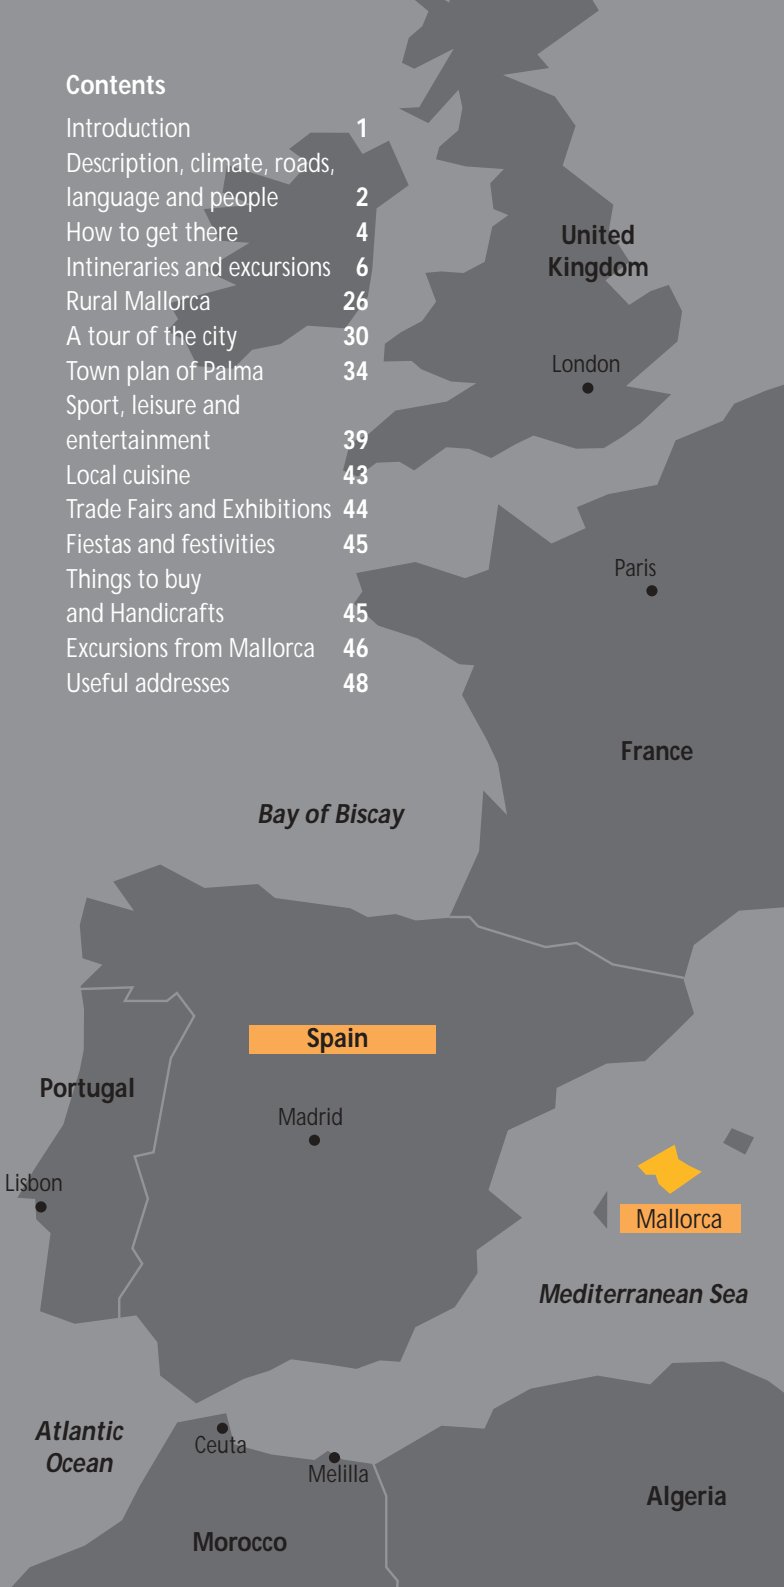 Contents
Introduction 1
Description, climate, roads,
language and people 2
How to get there 4
Intineraries and excursions 6
Rural Mallorca 26
A tour of the city 30
Town plan of Palma 34
Sport, leisure and
entertainment 39
Local cuisine 43
Trade Fairs and Exhibitions 44
Fiestas and festivities 45
Things to buy
and Handicrafts 45
Excursions from Mallorca 46
Useful addresses 48
United
Kingdom
London
Paris
France
Bay of Biscay
Spain
Portugal
Madrid
Lisbon
Mallorca
Mediterranean Sea
Atlantic
Ocean
Ceuta
Melilla
Algeria
Morocco